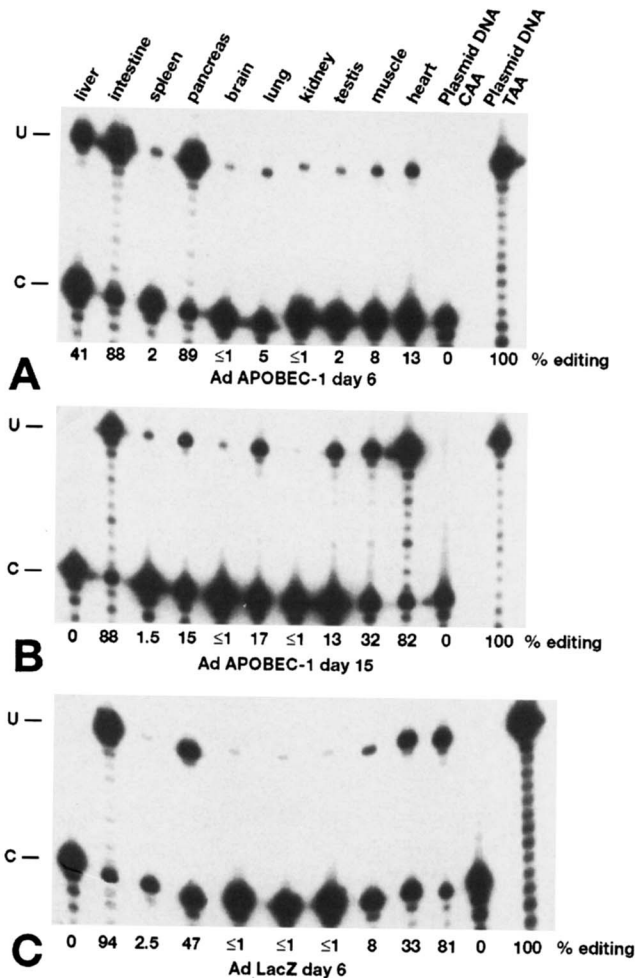 liver intestine spleen pancreas brain lung kidney testis muscle heart Plasmid DNA CAA Plasmid DNA TAA
U
C
41 88 2 89 ≤1 5 ≤1 2 8 13 0 100 % editing
A
Ad APOBEC-1 day 6
U
C
0 88 1.5 15 ≤1 17 ≤1 13 32 82 0 100 % editing
B
Ad APOBEC-1 day 15
U
C
0 94 2.5 47 ≤1 ≤1 ≤1 8 33 81 0 100 % editing
C
Ad LacZ day 6